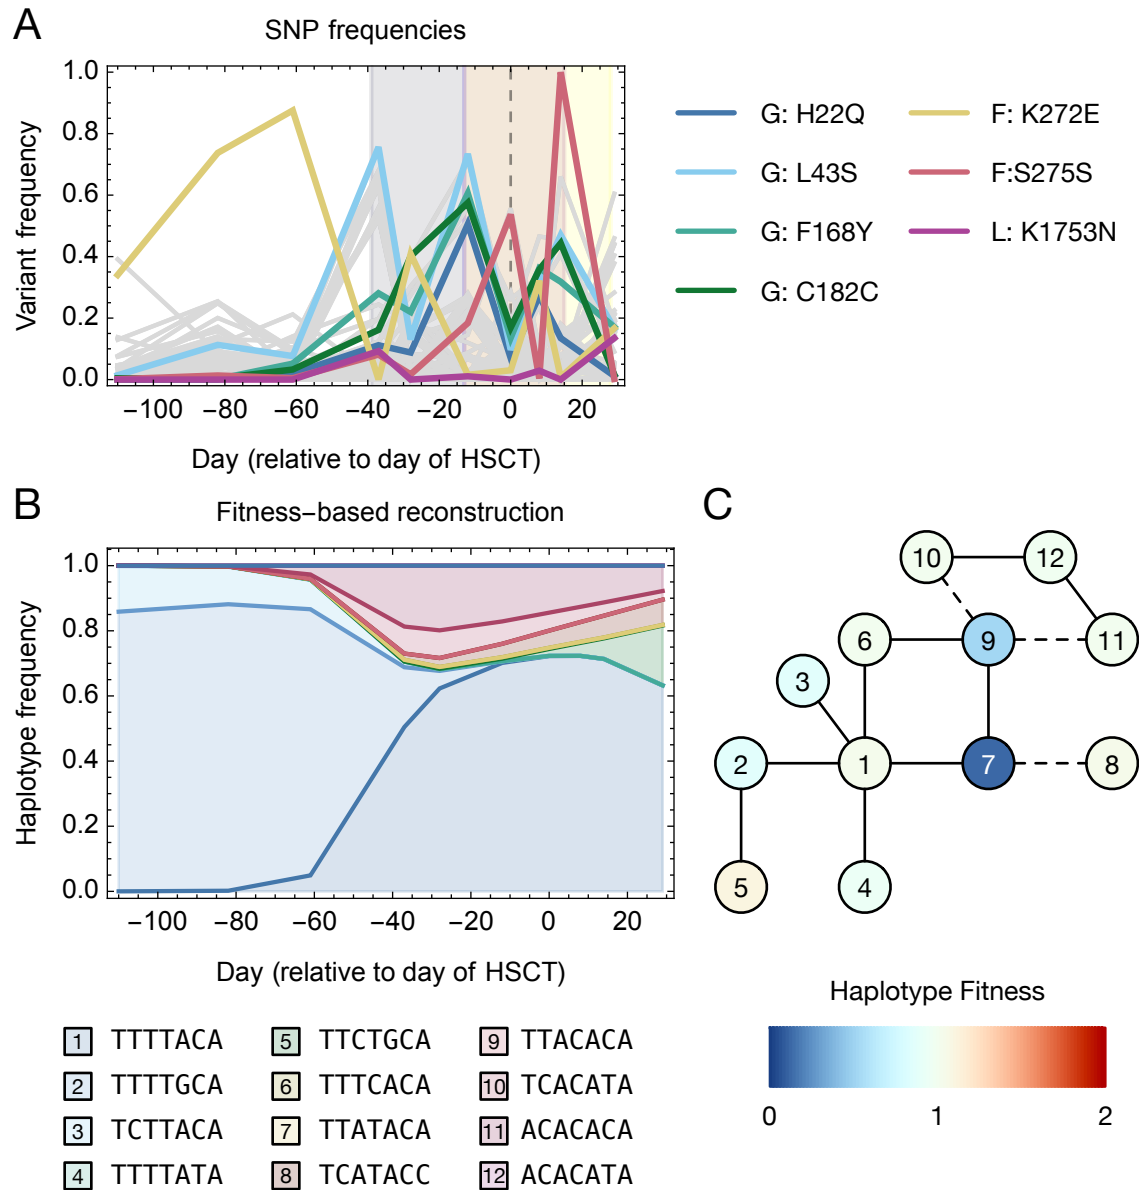 A
SNP frequencies
Variant frequency
1.0
0.8
0.6
0.4
0.2
0.0
−100 −80 −60 −40 −20 0 20
Day (relative to day of HSCT)
G: H22Q
G: L43S
G: F168Y
G: C182C
F: K272E
F:S275S
L: K1753N
B
Fitness−based reconstruction
Haplotype frequency
1.0
0.8
0.6
0.4
0.2
0.0
−100 −80 −60 −40 −20 0 20
Day (relative to day of HSCT)
1 TTTTACA
2 TTTTGCA
3 TCTTACA
4 TTTTATA
5 TTCTGCA
6 TTTCACA
7 TTATACA
8 TCATACC
9 TTACACA
10 TCACATA
11 ACACACA
12 ACACATA
C
10 12
6 9 11
3
2 1 7 8
5 4
Haplotype Fitness
0 1 2